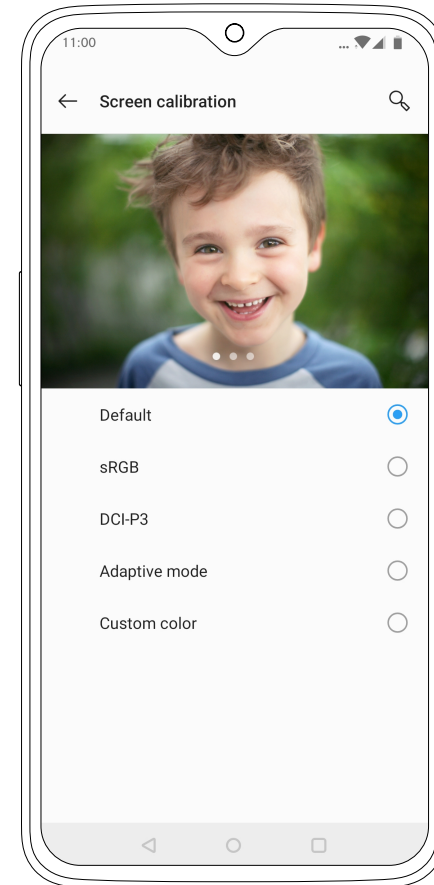 11:00
Screen calibration
Default
sRGB
DCI-P3
Adaptive mode
Custom color